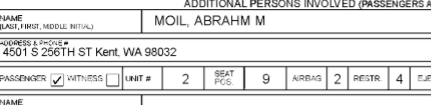 ADDITIONAL PERSONS INVOLVED (PASSENGERS A
NAME
(LAST, FIRST, MIDDLE INITIAL)
MOIL, ABRAHM M
ADDRESS & PHONE #
4501 S 256TH ST Kent, WA 98032
PASSENGER ✓ WITNESS UNIT # 2 SEAT POS. 9 AIRBAG 2 RESTR. 4 EJE
NAME